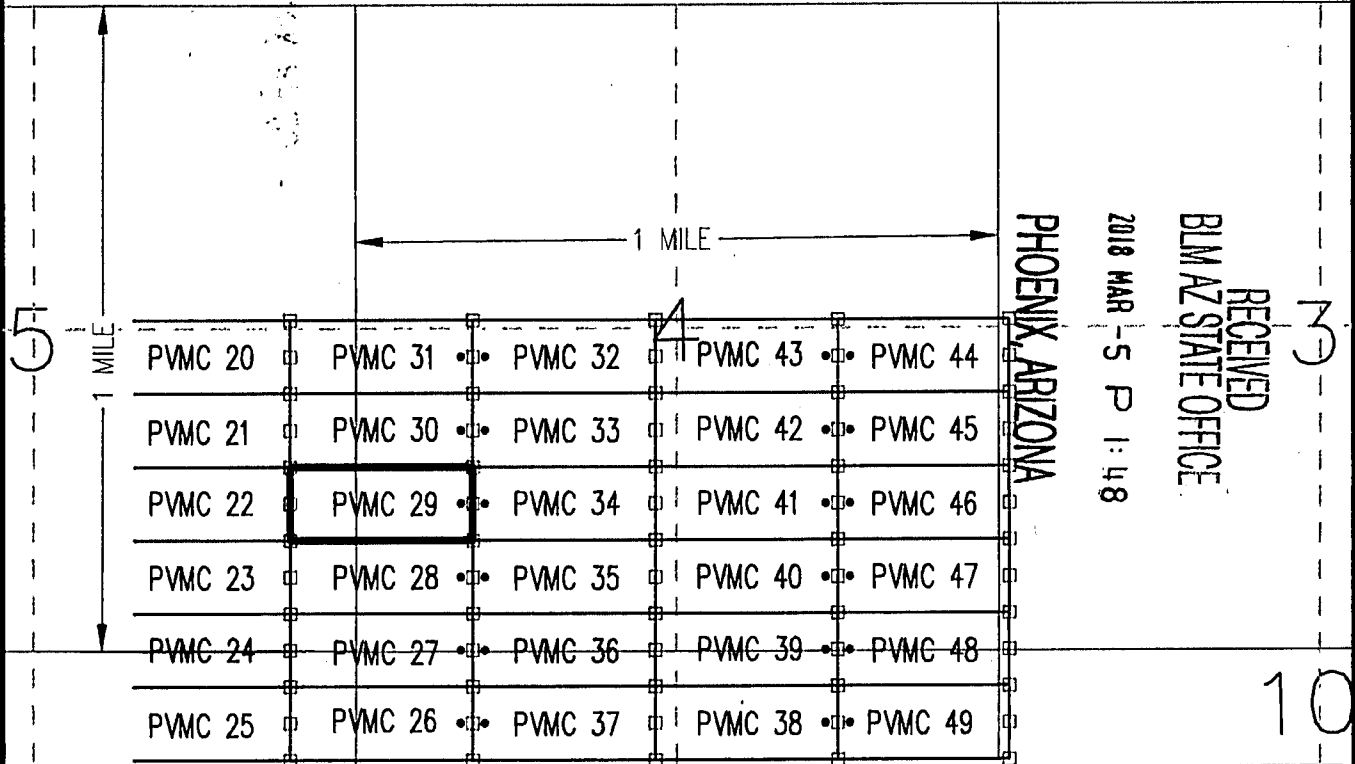 1 MILE
5
1 MILE
4
3
RECEIVED
BLM AZ STATE OFFICE
2018 MAR -5 P 1:48
PHOENIX, ARIZONA
PVMC 20 PVMC 31 PVMC 32 PVMC 43 PVMC 44
PVMC 21 PVMC 30 PVMC 33 PVMC 42 PVMC 45
PVMC 22 PVMC 29 PVMC 34 PVMC 41 PVMC 46
PVMC 23 PVMC 28 PVMC 35 PVMC 40 PVMC 47
PVMC 24 PVMC 27 PVMC 36 PVMC 39 PVMC 48
PVMC 25 PVMC 26 PVMC 37 PVMC 38 PVMC 49
10